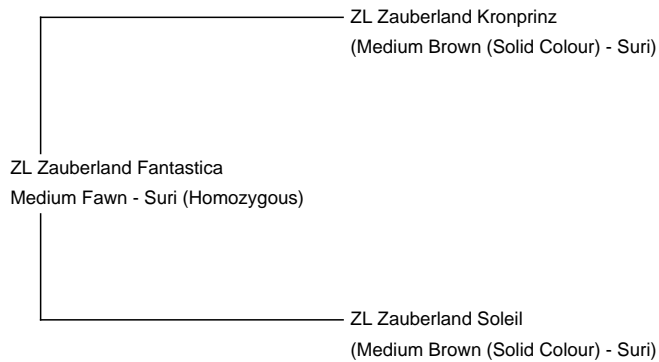 ZL Zauberland Kronprinz
(Medium Brown (Solid Colour) - Suri)
ZL Zauberland Fantastica
Medium Fawn - Suri (Homozygous)
ZL Zauberland Soleil
(Medium Brown (Solid Colour) - Suri)